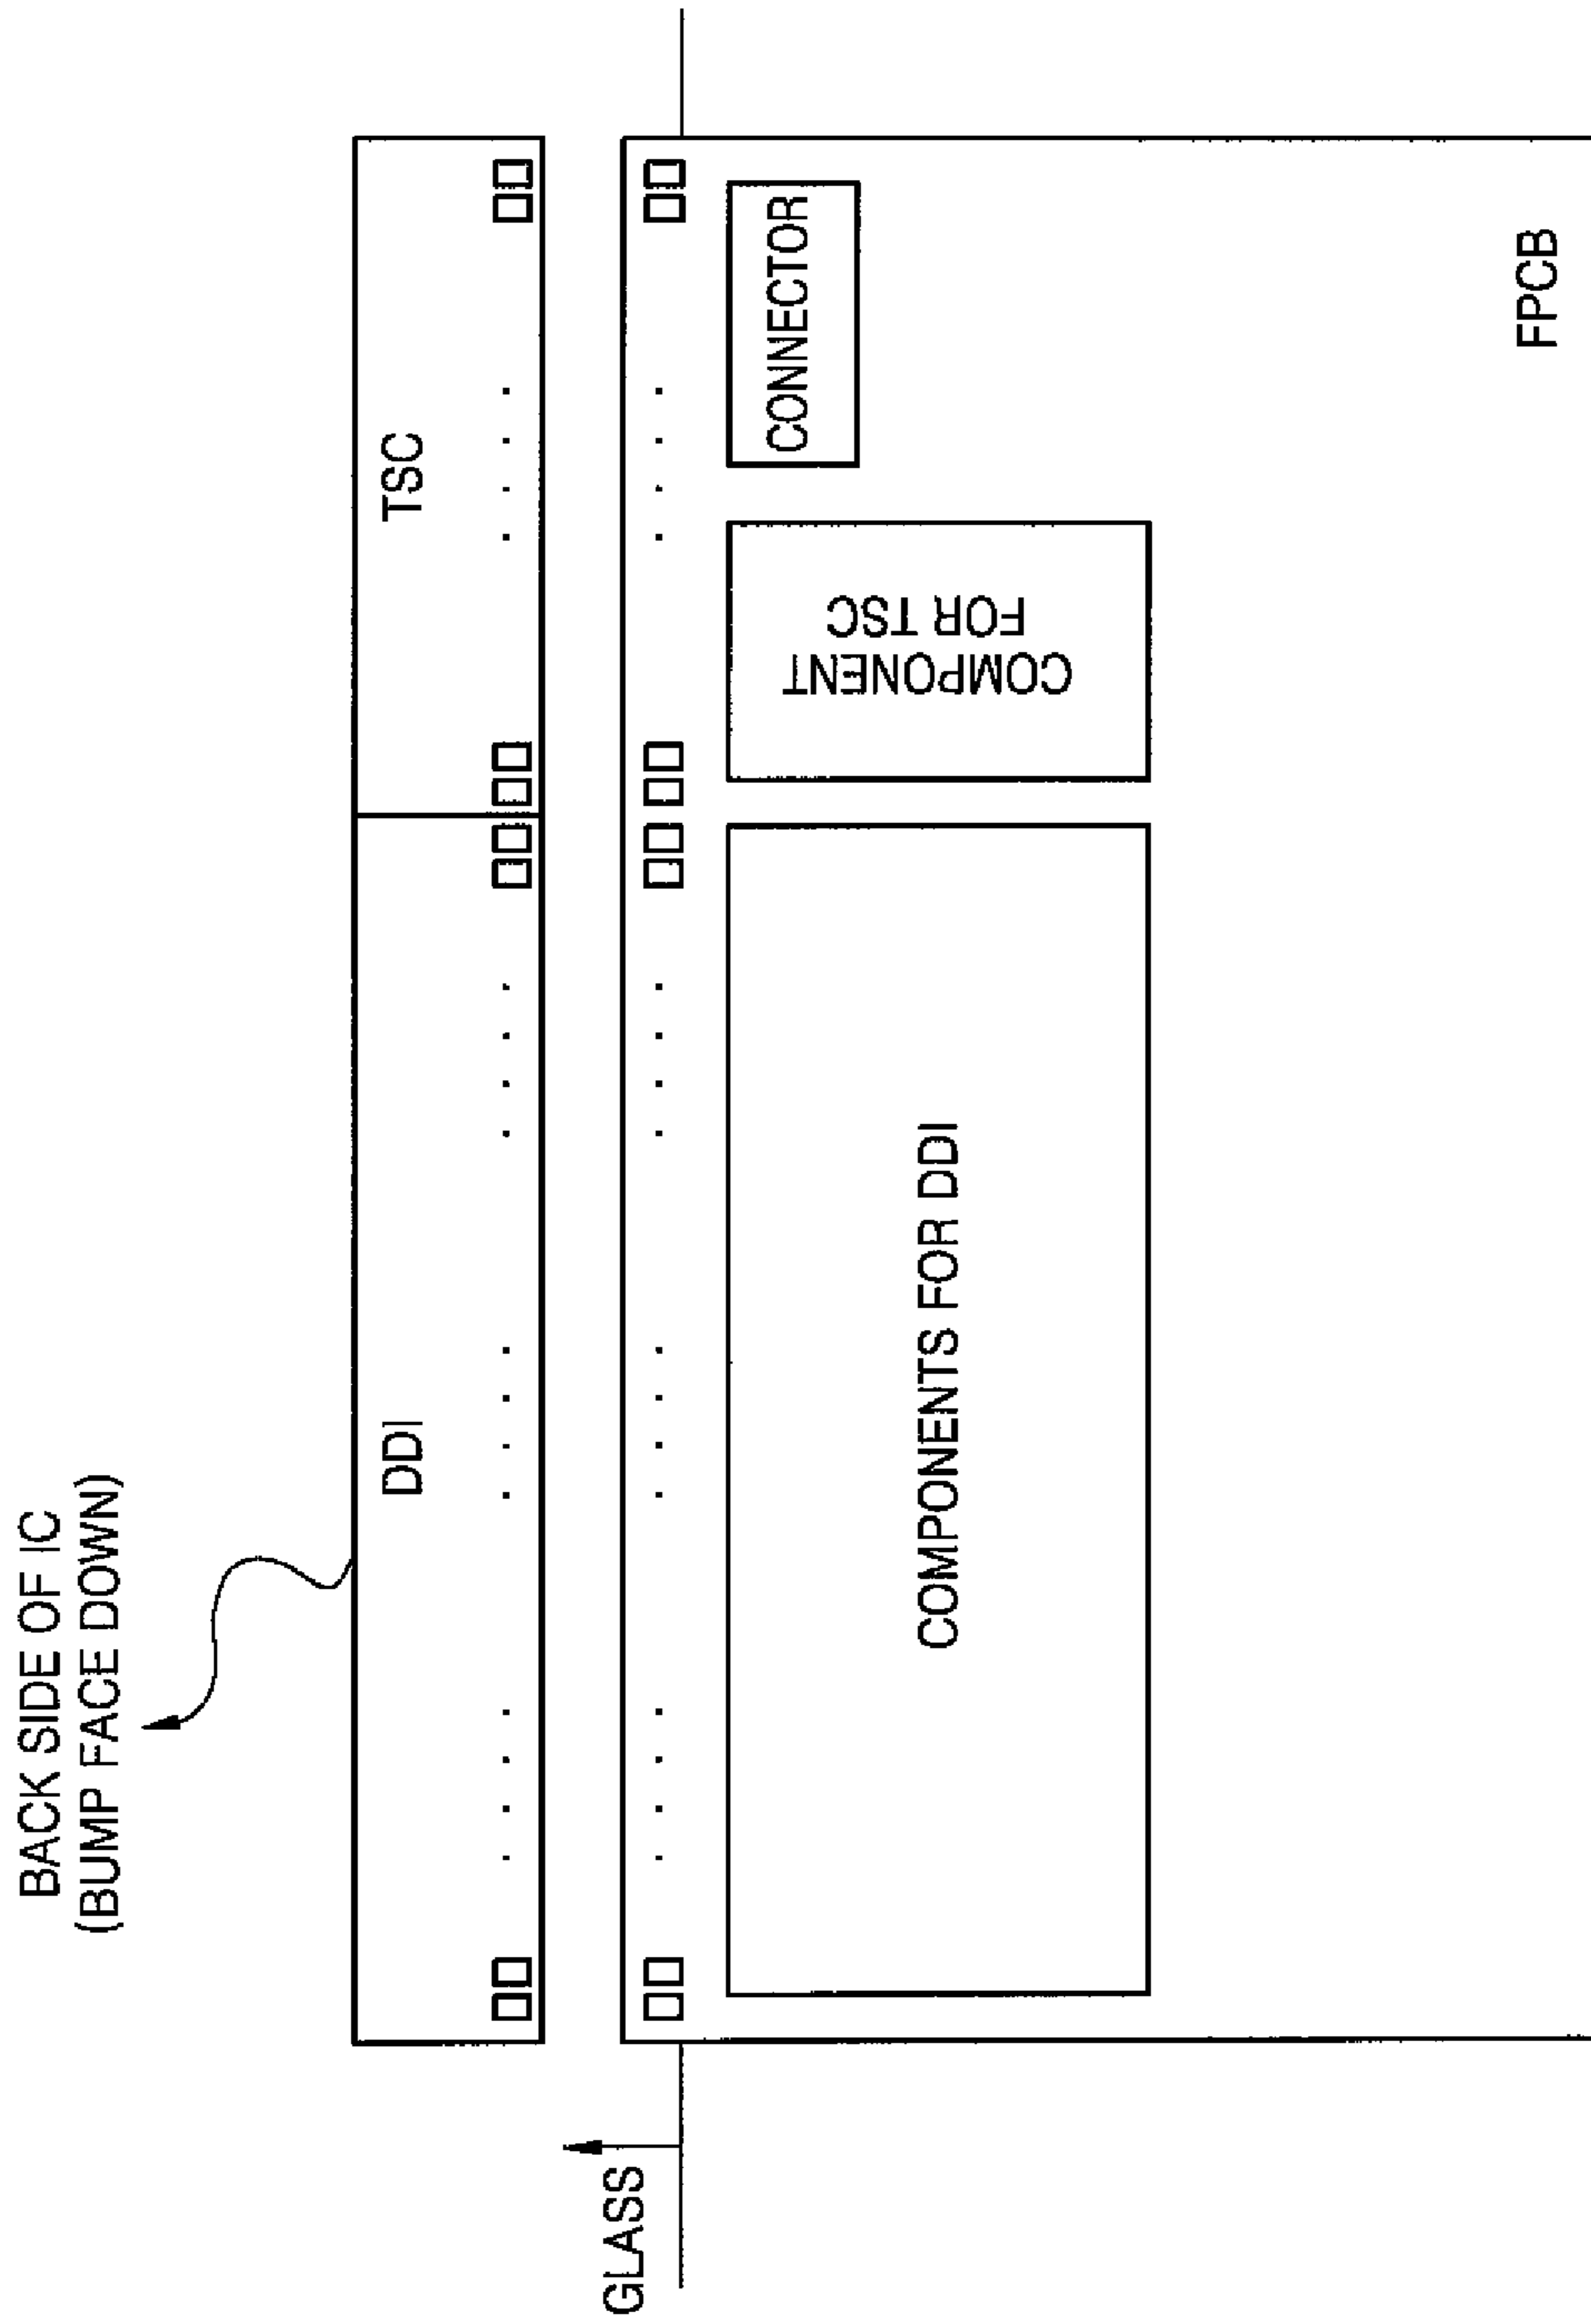 BACK SIDE OF IC
(BUMP FACE DOWN)
DDI
TSC
GLASS
COMPONENTS FOR DDI
COMPONENT
FOR TSC
CONNECTOR
FPCB